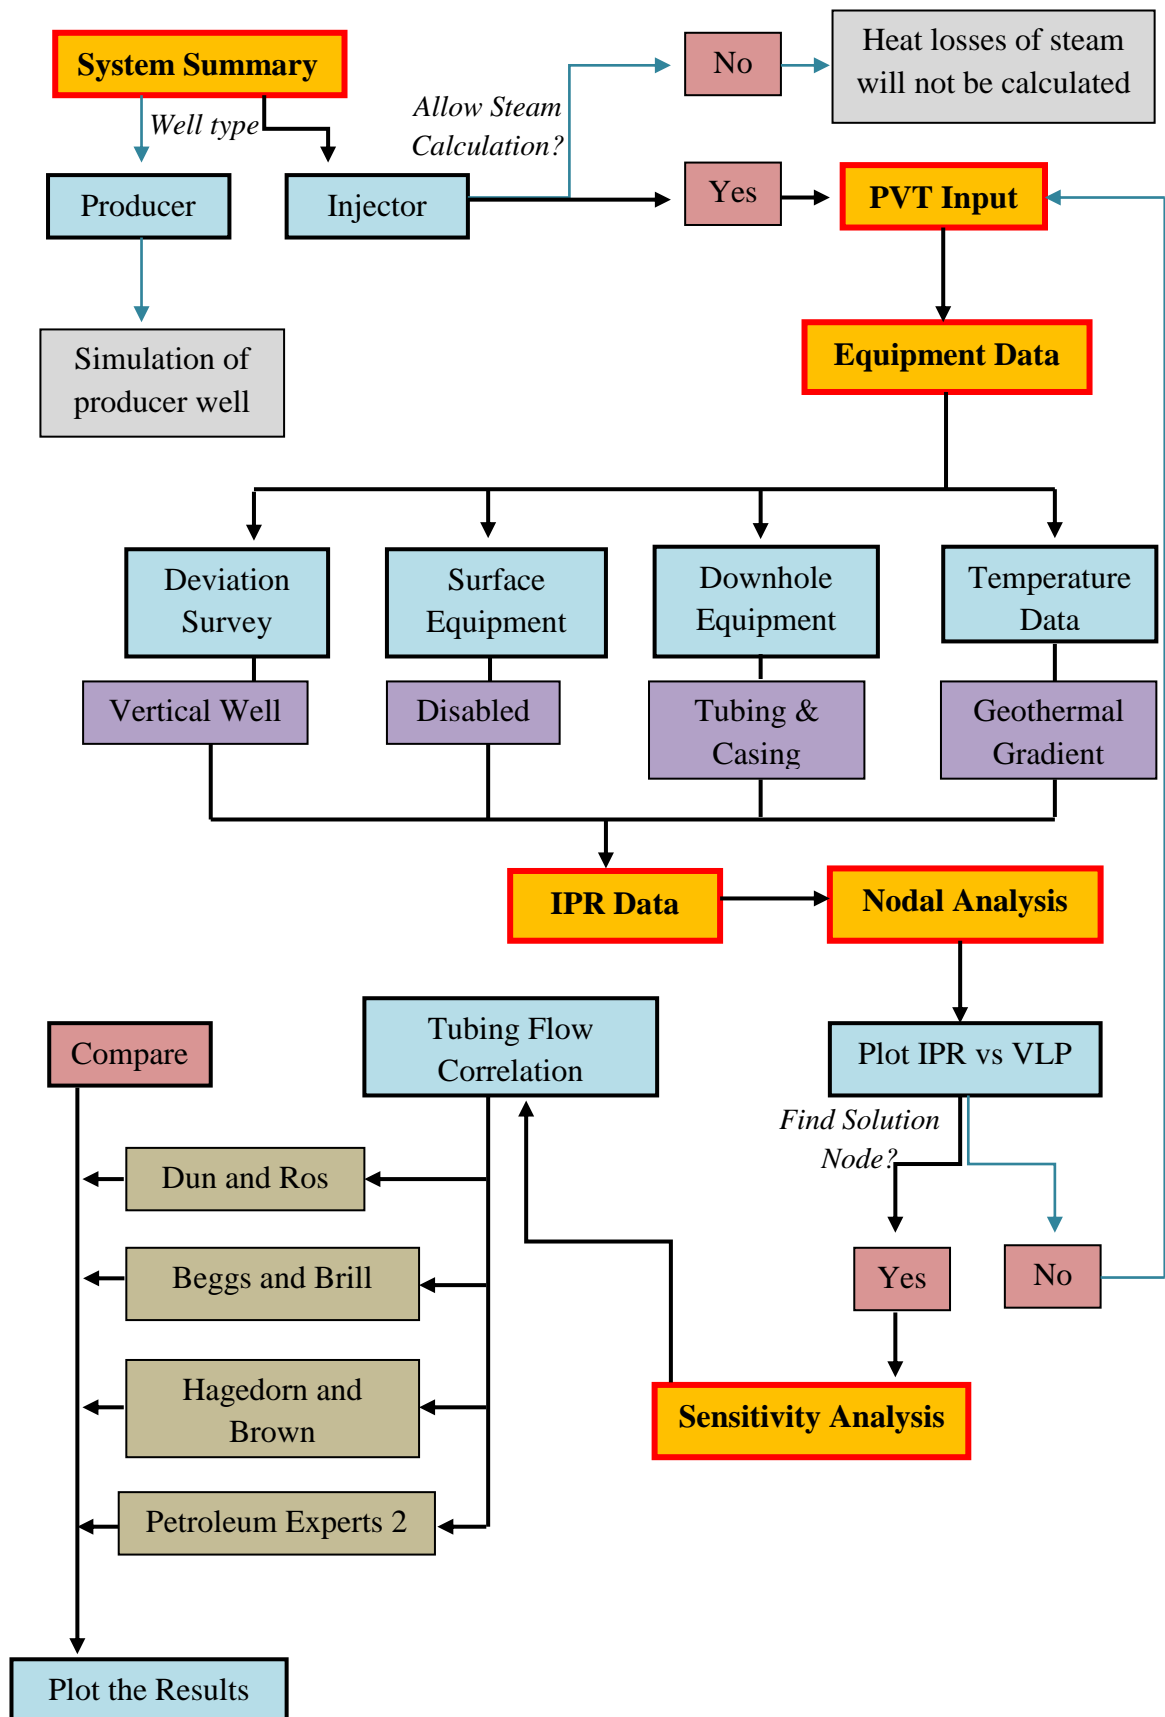 System Summary
No
Heat losses of steam
will not be calculated
Well type
Allow Steam
Calculation?
Producer
Injector
Yes
PVT Input
Simulation of
producer well
Equipment Data
Deviation
Survey
Surface
Equipment
Downhole
Equipment
Temperature
Data
Vertical Well
Disabled
Tubing &
Casing
Geothermal
Gradient
IPR Data
Nodal Analysis
Compare
Tubing Flow
Correlation
Plot IPR vs VLP
Find Solution
Node?
Dun and Ros
Beggs and Brill
Yes
No
Hagedorn and
Brown
Sensitivity Analysis
Petroleum Experts 2
Plot the Results